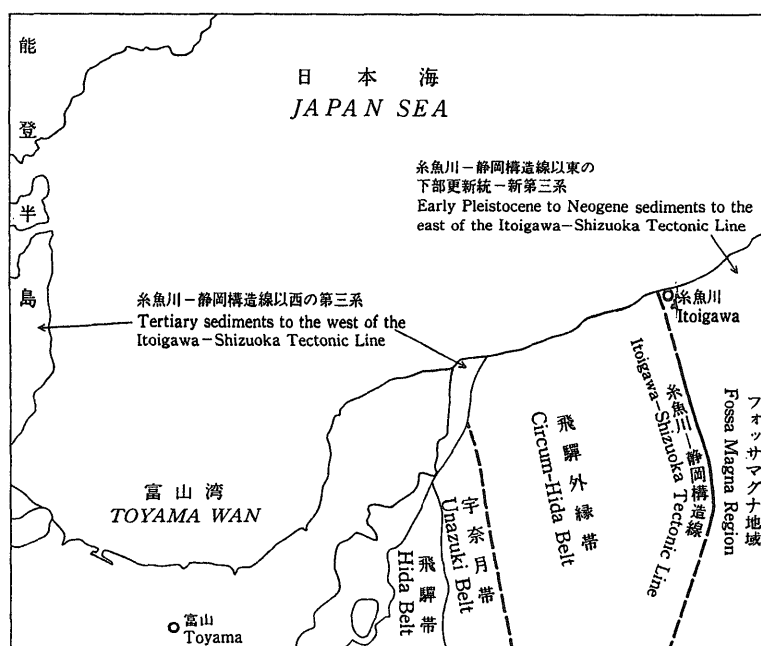 能登半島
日本海
JAPAN SEA
糸魚川－静岡構造線以東の
下部更新統－新第三系
Early Pleistocene to Neogene sediments to the
east of the Itoigawa－Shizuoka Tectonic Line
糸魚川－静岡構造線以西の第三系
Tertiary sediments to the west of the
Itoigawa－Shizuoka Tectonic Line
糸魚川
Itoigawa
フォッサマグナ地域
Fossa Magna Region
糸魚川－静岡構造線
Itoigawa－Shizuoka Tectonic Line
飛驒外縁帯
Circum-Hida Belt
宇奈月帯
Unazuki Belt
飛驒帯
Hida Belt
富山湾
TOYAMA WAN
富山
Toyama